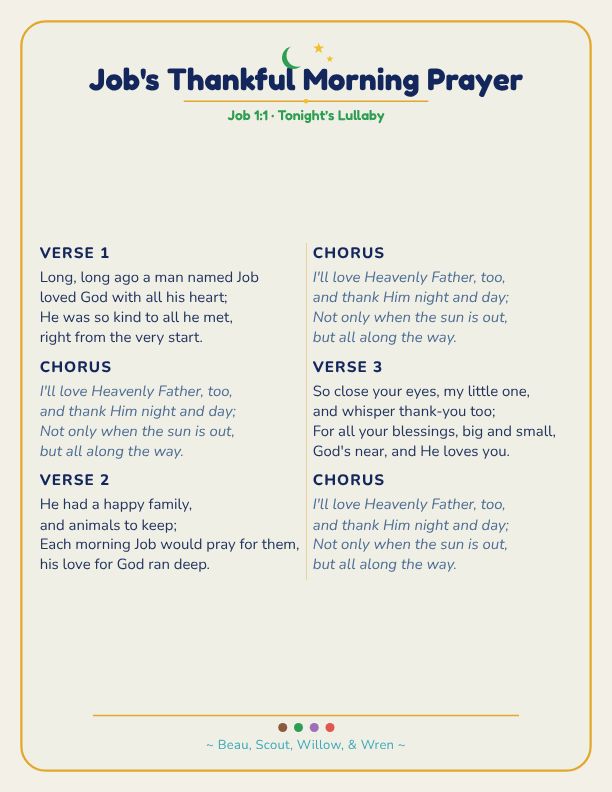 Job's Thankful Morning Prayer
Job 1:1 · Tonight's Lullaby
VERSE 1
Long, long ago a man named Job
loved God with all his heart;
He was so kind to all he met,
right from the very start.
CHORUS
I'll love Heavenly Father, too,
and thank Him night and day;
Not only when the sun is out,
but all along the way.
VERSE 2
He had a happy family,
and animals to keep;
Each morning Job would pray for them,
his love for God ran deep.
CHORUS
I'll love Heavenly Father, too,
and thank Him night and day;
Not only when the sun is out,
but all along the way.
VERSE 3
So close your eyes, my little one,
and whisper thank-you too;
For all your blessings, big and small,
God's near, and He loves you.
CHORUS
I'll love Heavenly Father, too,
and thank Him night and day;
Not only when the sun is out,
but all along the way.
~ Beau, Scout, Willow, & Wren ~